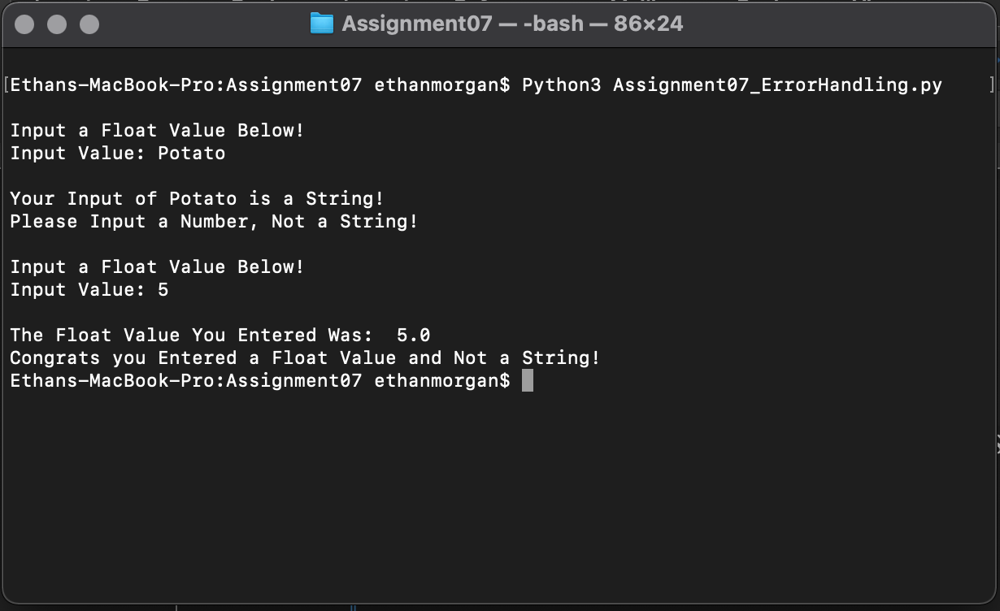 Assignment07 — -bash — 86×24
[Ethans-MacBook-Pro:Assignment07 ethanmorgan$ Python3 Assignment07_ErrorHandling.py ]
Input a Float Value Below!
Input Value: Potato
Your Input of Potato is a String!
Please Input a Number, Not a String!
Input a Float Value Below!
Input Value: 5
The Float Value You Entered Was:  5.0
Congrats you Entered a Float Value and Not a String!
Ethans-MacBook-Pro:Assignment07 ethanmorgan$